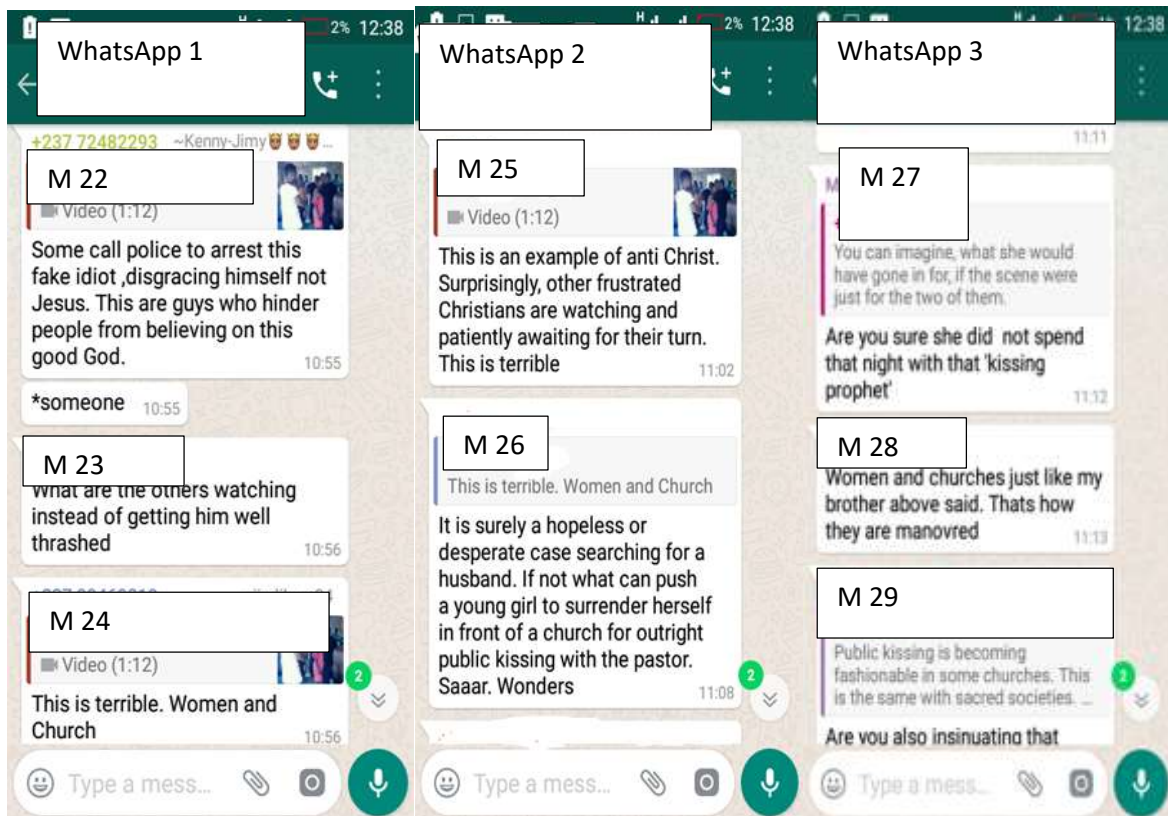 2% 12:38
WhatsApp 1
+237 72482293 ~Kenny-Jimy
M 22
Video (1:12)
Some call police to arrest this
fake idiot ,disgracing himself not
Jesus. This are guys who hinder
people from believing on this
good God.
10:55
*someone 10:55
M 23
What are the others watching
instead of getting him well
thrashed
10:56
M 24
Video (1:12)
2
This is terrible. Women and
Church
10:56
Type a mess...
H 2% 12:38
WhatsApp 2
M 25
Video (1:12)
This is an example of anti Christ.
Surprisingly, other frustrated
Christians are watching and
patiently awaiting for their turn.
This is terrible
11:02
M 26
This is terrible. Women and Church
It is surely a hopeless or
desperate case searching for a
husband. If not what can push
a young girl to surrender herself
in front of a church for outright
public kissing with the pastor.
Saaar. Wonders
11:08
2
Type a mess...
12:38
WhatsApp 3
11:11
M 27
You can imagine, what she would
have gone in for, if the scene were
just for the two of them.
Are you sure she did not spend
that night with that 'kissing
prophet'
11:12
M 28
Women and churches just like my
brother above said. Thats how
they are manovred
11:13
M 29
Public kissing is becoming
fashionable in some churches. This
is the same with sacred societies. ...
2
Are you also insinuating that
Type a mess...